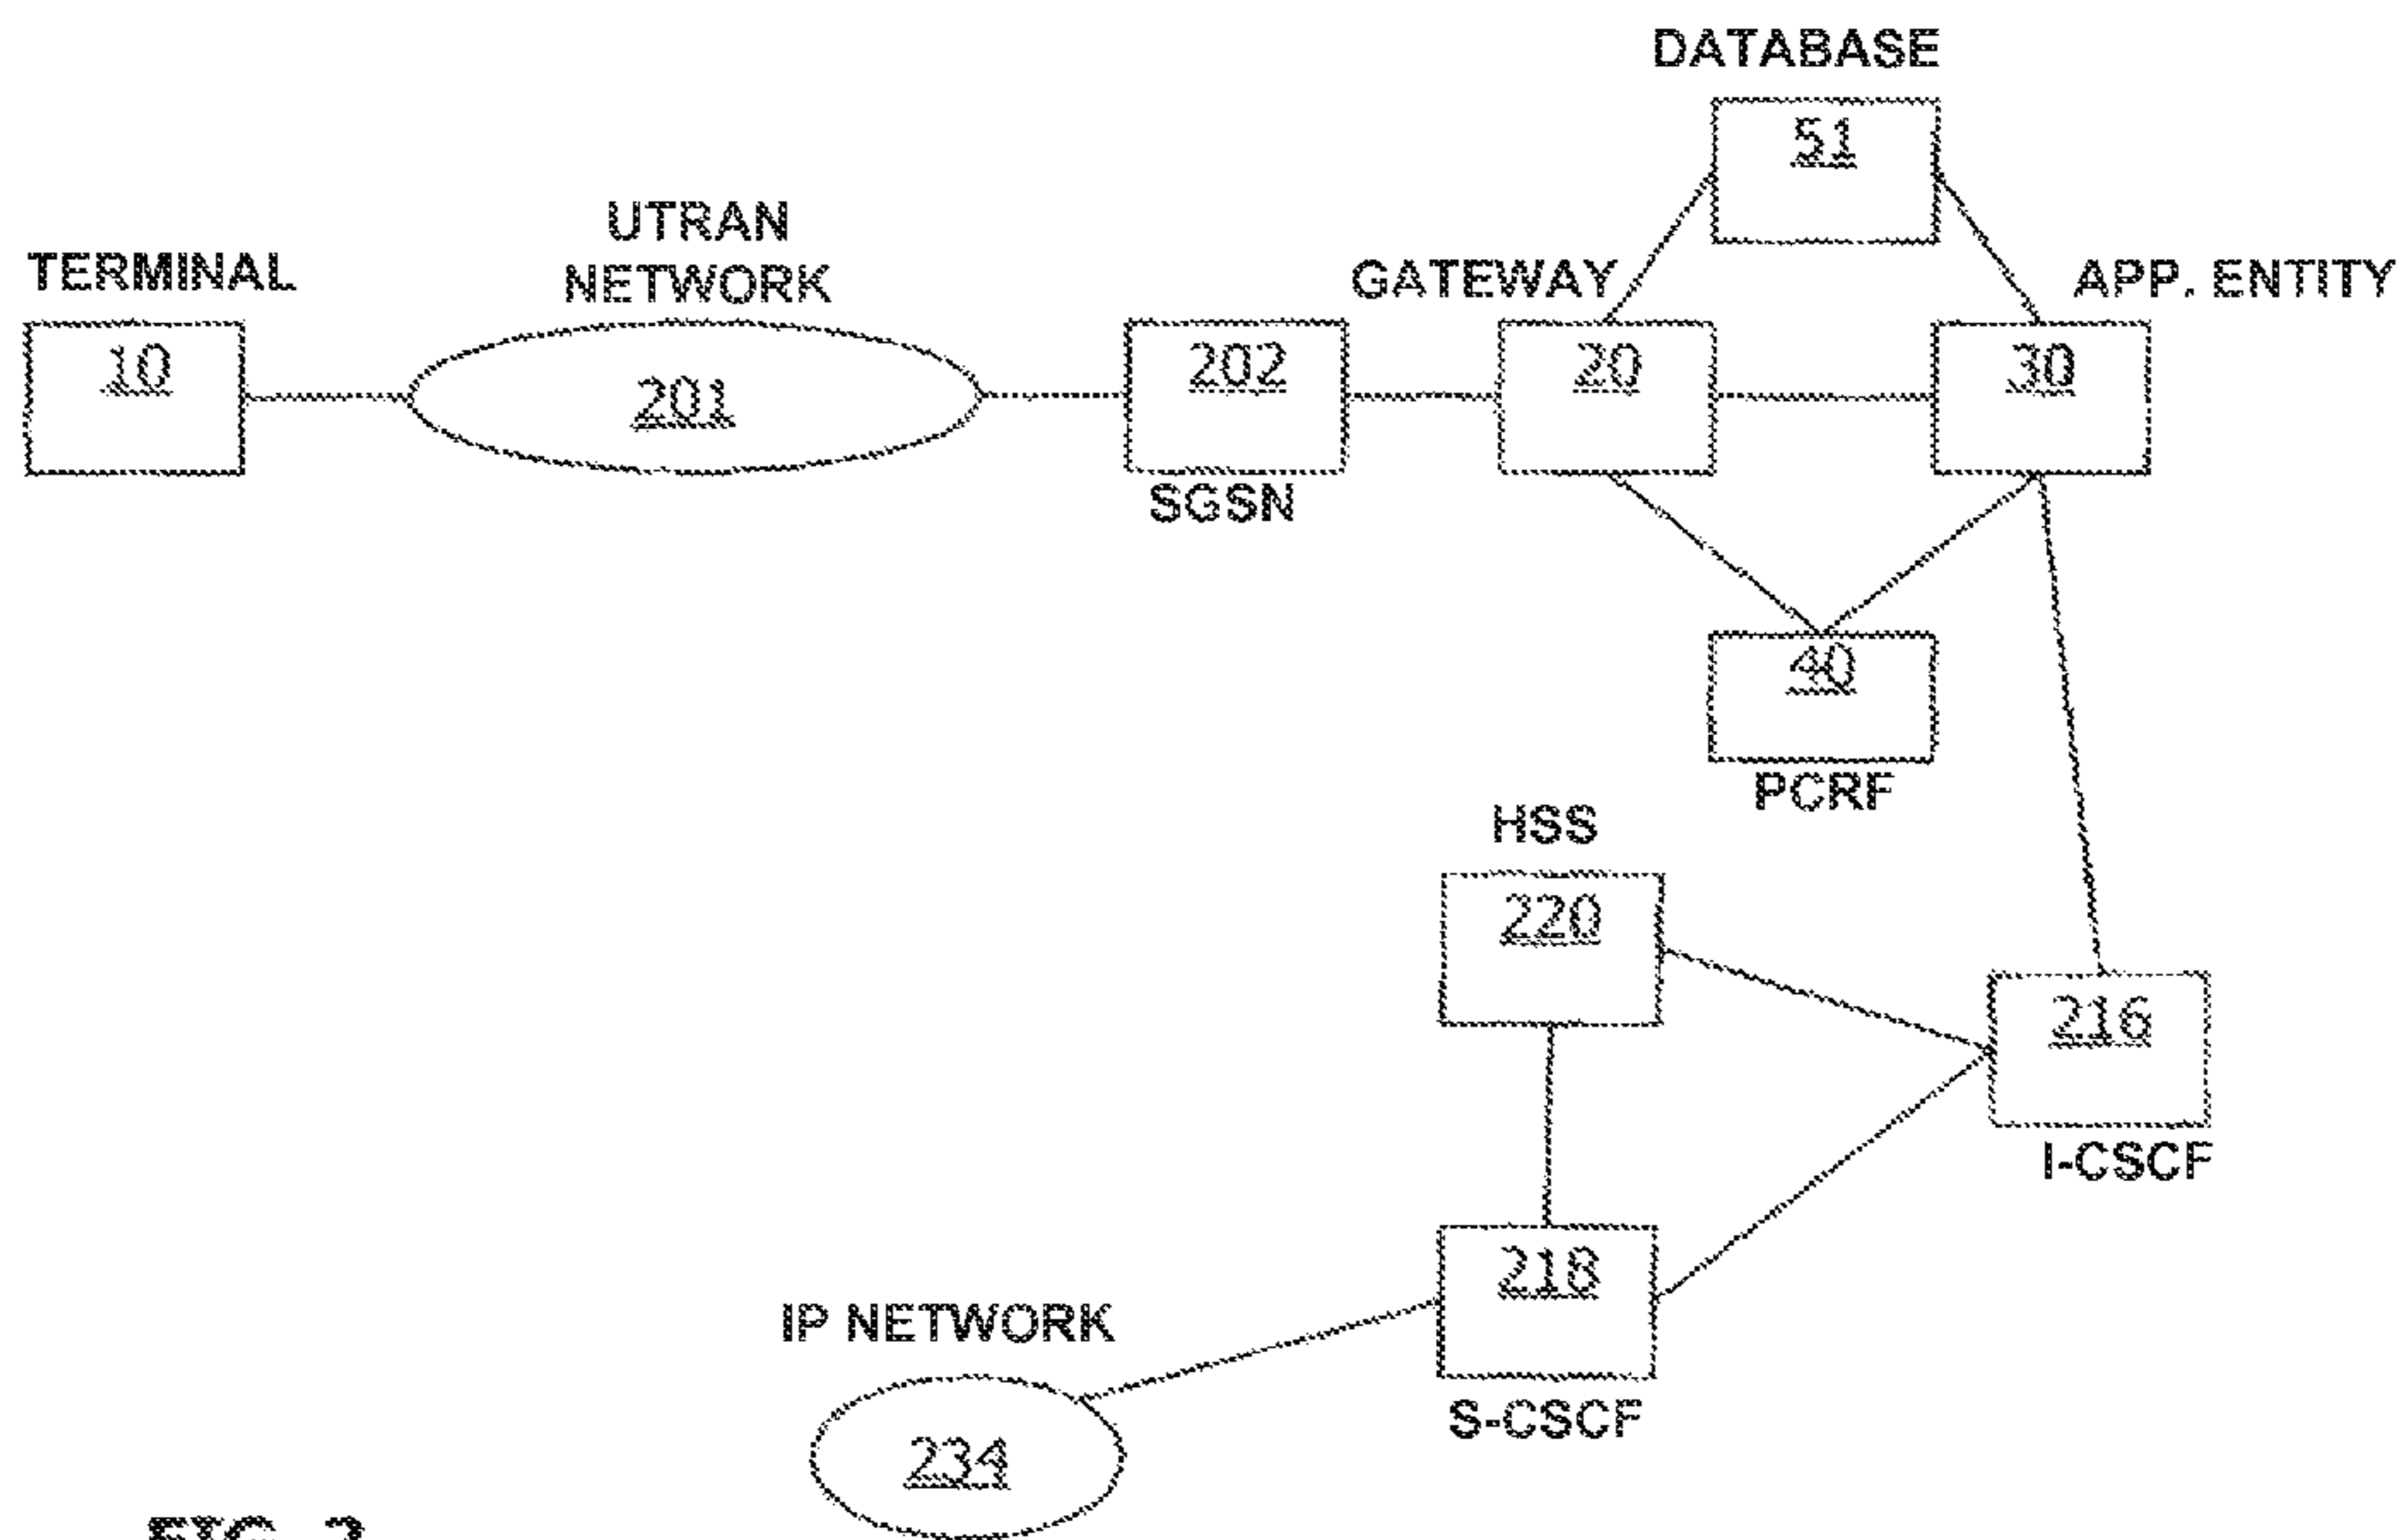 DATABASE
51
UTRAN
NETWORK
TERMINAL
GATEWAY
APP. ENTITY
10
201
202
20
30
SGSN
40
PCRF
HSS
220
216
I-CSCF
218
IP NETWORK
S-CSCF
234